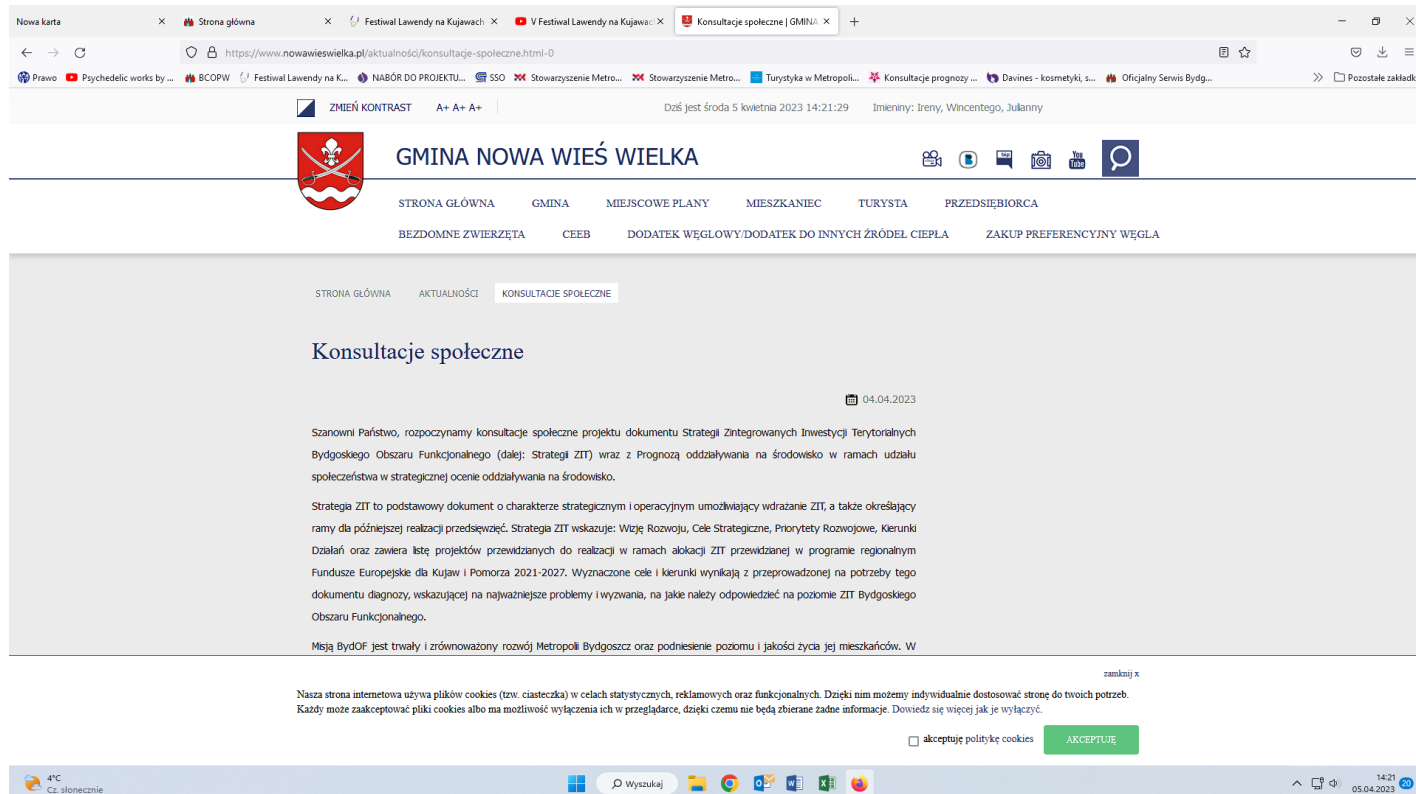 Nowa karta
Strona główna
Festiwal Lawendy na Kujawach
V Festiwal Lawendy na Kujawac
Konsultacje społeczne | GMINA
https://www.nowawieswielka.pl/aktualności/konsultacje-społeczne.html-0
Prawo
Psychedelic works by ...
BCOPW
Festiwal Lawendy na K...
NABÓR DO PROJEKTU...
SSO
Stowarzyszenie Metro...
Stowarzyszenie Metro...
Turystyka w Metropoli...
Konsultacje prognozy ...
Davines - kosmetyki, s...
Oficjalny Serwis Bydg...
Pozostałe zakładk
ZMIEŃ KONTRAST A+ A+ A+
Dziś jest środa 5 kwietnia 2023 14:21:29 Imieniny: Ireny, Wincentego, Julianny
GMINA NOWA WIEŚ WIELKA
You Tube
STRONA GŁÓWNA GMINA MIEJSCOWE PLANY MIESZKANIEC TURYSTA PRZEDSIĘBIORCA
BEZDOMNE ZWIERZĘTA CEEB DODATEK WĘGLOWY/DODATEK DO INNYCH ŹRÓDEŁ CIEPŁA ZAKUP PREFERENCYJNY WĘGLA
STRONA GŁÓWNA AKTUALNOŚCI KONSULTACJE SPOŁECZNE
Konsultacje społeczne
04.04.2023
Szanowni Państwo, rozpoczynamy konsultacje społeczne projektu dokumentu Strategii Zintegrowanych Inwestycji Terytorialnych
Bydgoskiego Obszaru Funkcjonalnego (dalej: Strategii ZIT) wraz z Prognozą oddziaływania na środowisko w ramach udziału
społeczeństwa w strategicznej ocenie oddziaływania na środowisko.
Strategia ZIT to podstawowy dokument o charakterze strategicznym i operacyjnym umożliwiający wdrażanie ZIT, a także określający
ramy dla późniejszej realizacji przedsięwzięć. Strategia ZIT wskazuje: Wizję Rozwoju, Cele Strategiczne, Priorytety Rozwojowe, Kierunki
Działań oraz zawiera listę projektów przewidzianych do realizacji w ramach alokacji ZIT przewidzianej w programie regionalnym
Fundusze Europejskie dla Kujaw i Pomorza 2021-2027. Wyznaczone cele i kierunki wynikają z przeprowadzonej na potrzeby tego
dokumentu diagnozy, wskazującej na najważniejsze problemy i wyzwania, na jakie należy odpowiedzieć na poziomie ZIT Bydgoskiego
Obszaru Funkcjonalnego.
Misją BydOF jest trwały i zrównoważony rozwój Metropolii Bydgoszcz oraz podniesienie poziomu i jakości życia jej mieszkańców. W
zamknij x
Nasza strona internetowa używa plików cookies (tzw. ciasteczka) w celach statystycznych, reklamowych oraz funkcjonalnych. Dzięki nim możemy indywidualnie dostosować stronę do twoich potrzeb.
Każdy może zaakceptować pliki cookies albo ma możliwość wyłączenia ich w przeglądarce, dzięki czemu nie będą zbierane żadne informacje. Dowiedz się więcej jak je wyłączyć.
akceptuję politykę cookies AKCEPTUJĘ
4°C
Cz. słonecznie
Wyszukaj
14:21
05.04.2023
20